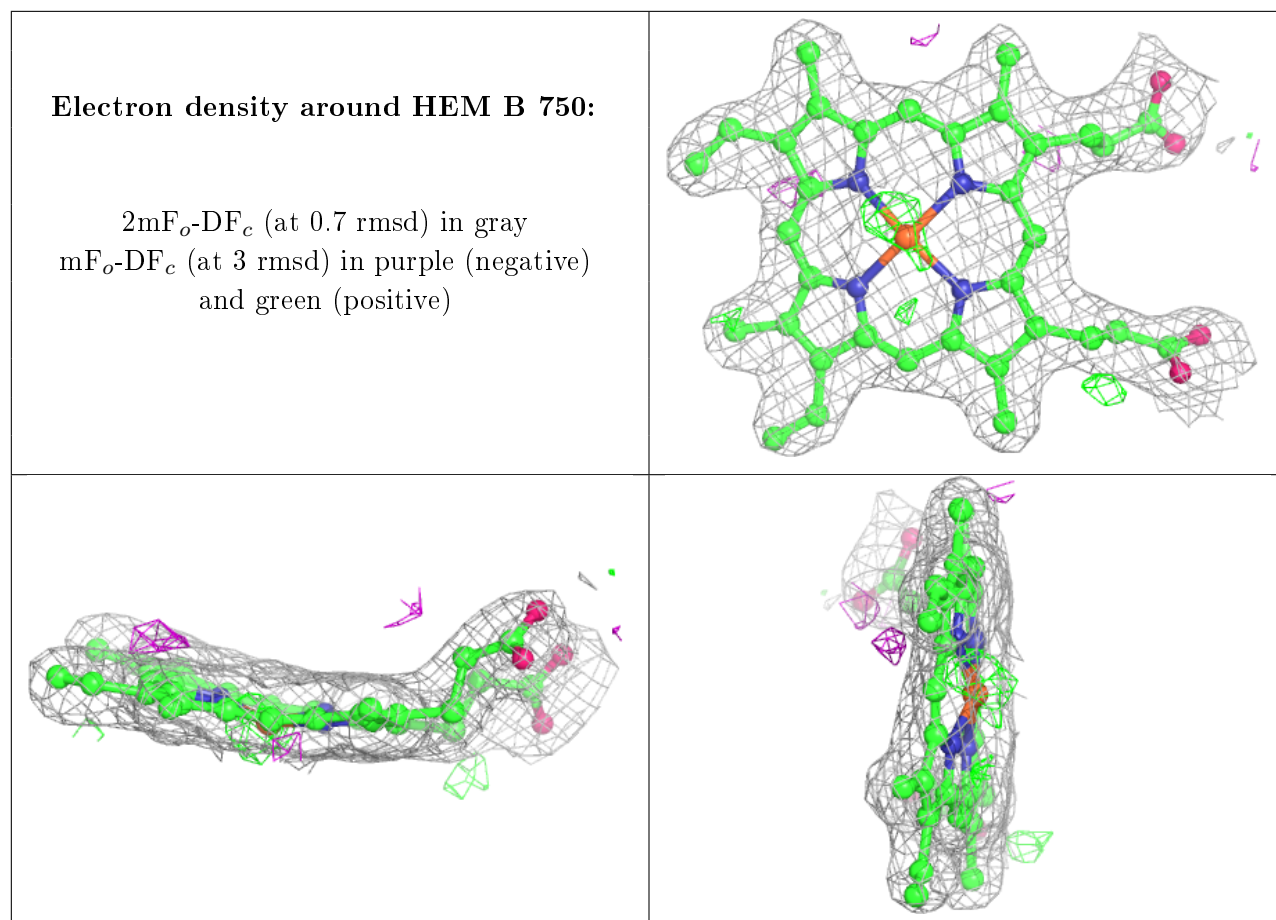 Electron density around HEM B 750:
2mFₒ-DF𝒸 (at 0.7 rmsd) in gray
mFₒ-DF𝒸 (at 3 rmsd) in purple (negative)
and green (positive)